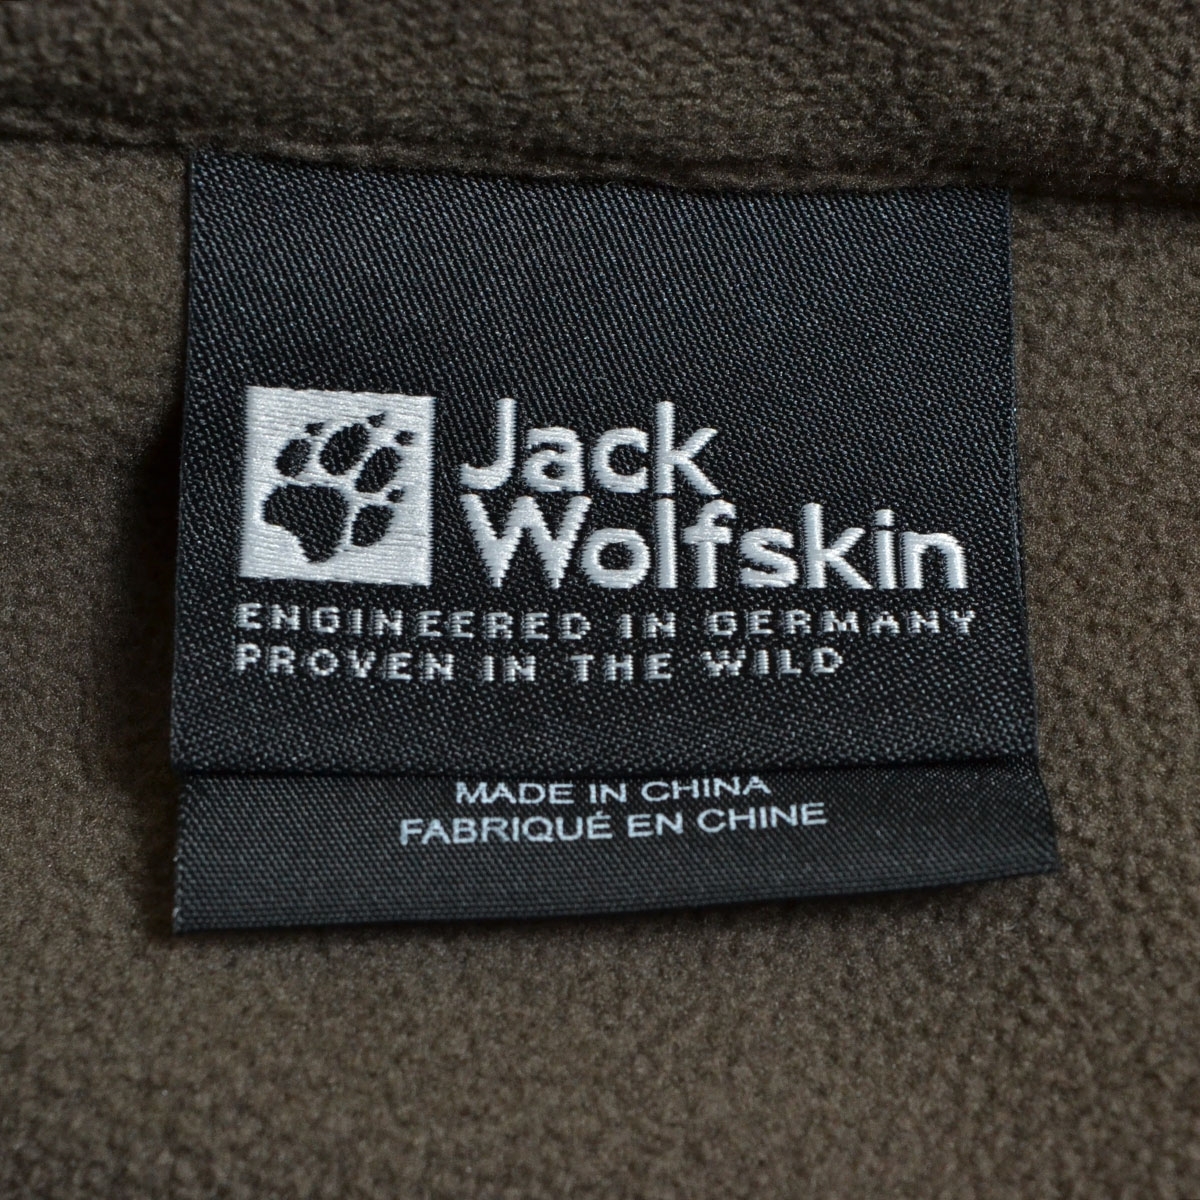 Jack
Wolfskin
ENGINEERED IN GERMANY
PROVEN IN THE WILD
MADE IN CHINA
FABRIQUÉ EN CHINE